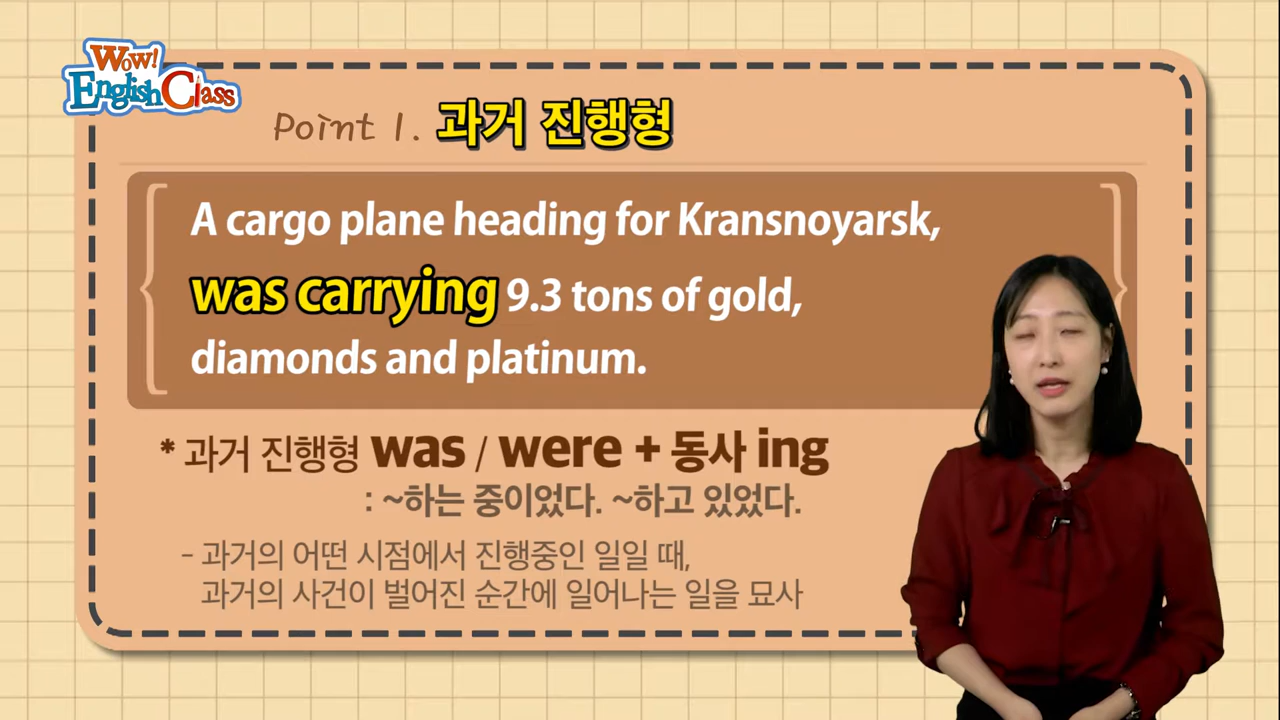 Wow!
English Class
Point 1. 과거 진행형
A cargo plane heading for Kransnoyarsk,
was carrying 9.3 tons of gold,
diamonds and platinum.
* 과거 진행형 was / were + 동사 ing
: ~하는 중이었다. ~하고 있었다.
- 과거의 어떤 시점에서 진행중인 일일 때,
과거의 사건이 벌어진 순간에 일어나는 일을 묘사